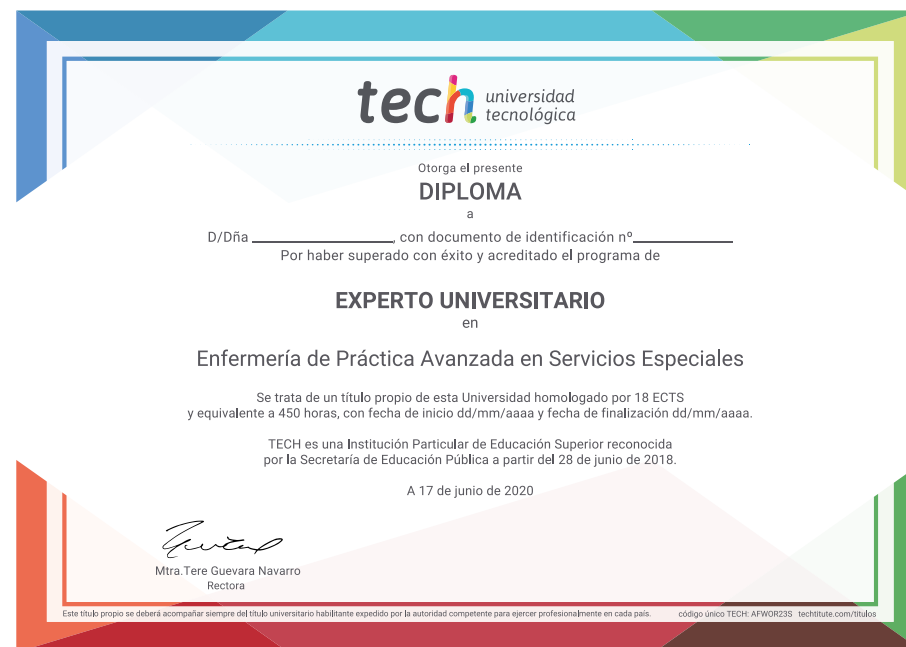 tech universidad
tecnológica
Otorga el presente
DIPLOMA
a
D/Dña ____________________, con documento de identificación nº______________
Por haber superado con éxito y acreditado el programa de
EXPERTO UNIVERSITARIO
en
Enfermería de Práctica Avanzada en Servicios Especiales
Se trata de un título propio de esta Universidad homologado por 18 ECTS
y equivalente a 450 horas, con fecha de inicio dd/mm/aaaa y fecha de finalización dd/mm/aaaa.
TECH es una Institución Particular de Educación Superior reconocida
por la Secretaría de Educación Pública a partir del 28 de junio de 2018.
A 17 de junio de 2020
Mtra.Tere Guevara Navarro
Rectora
Este título propio se deberá acompañar siempre del título universitario habilitante expedido por la autoridad competente para ejercer profesionalmente en cada país. código único TECH: AFWOR23S techtitute.com/titulos